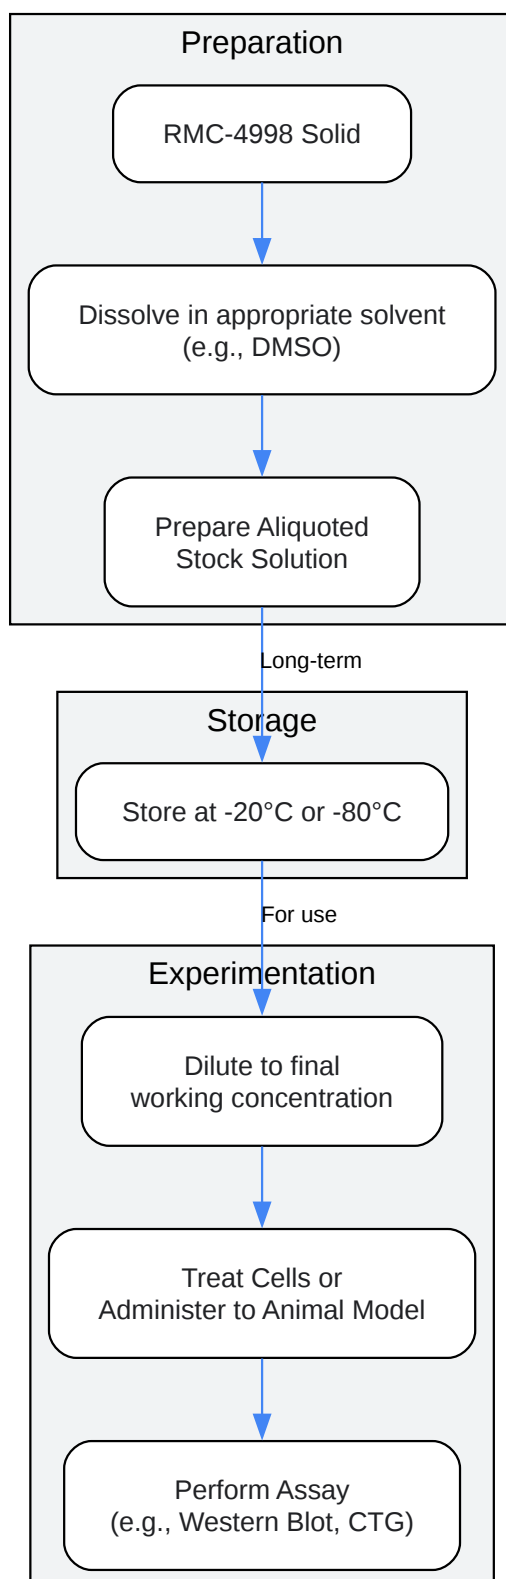 Preparation
RMC-4998 Solid
Dissolve in appropriate solvent
(e.g., DMSO)
Prepare Aliquoted
Stock Solution
Long-term
Storage
Store at -20°C or -80°C
For use
Experimentation
Dilute to final
working concentration
Treat Cells or
Administer to Animal Model
Perform Assay
(e.g., Western Blot, CTG)